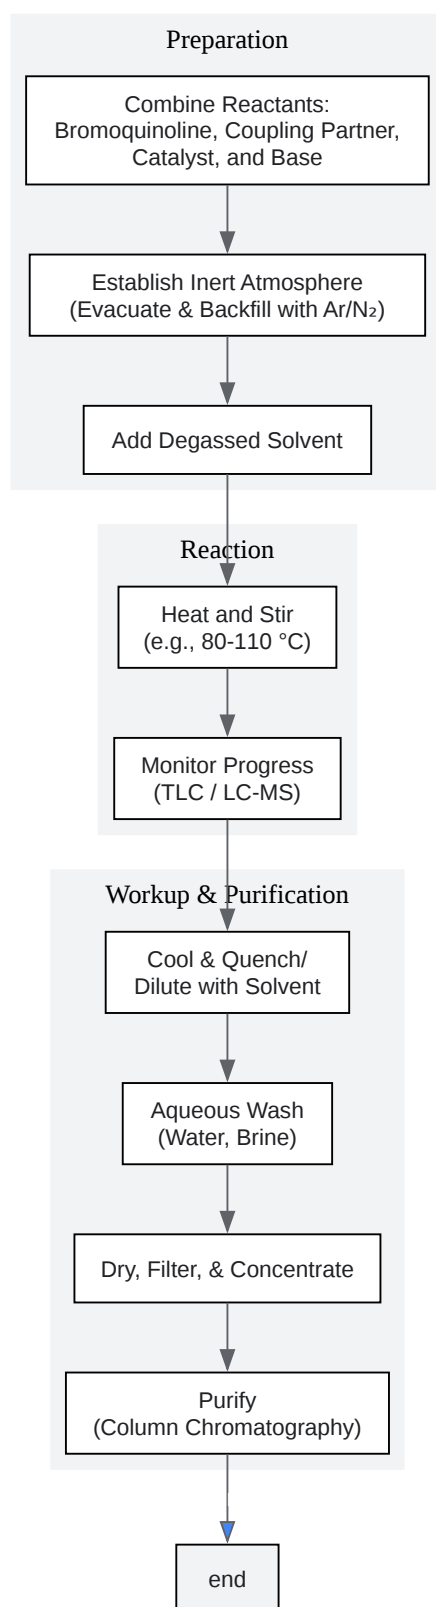 Preparation
Combine Reactants:
Bromoquinoline, Coupling Partner,
Catalyst, and Base
Establish Inert Atmosphere
(Evacuate & Backfill with Ar/N₂)
Add Degassed Solvent
Reaction
Heat and Stir
(e.g., 80-110 °C)
Monitor Progress
(TLC / LC-MS)
Workup & Purification
Cool & Quench/
Dilute with Solvent
Aqueous Wash
(Water, Brine)
Dry, Filter, & Concentrate
Purify
(Column Chromatography)
end